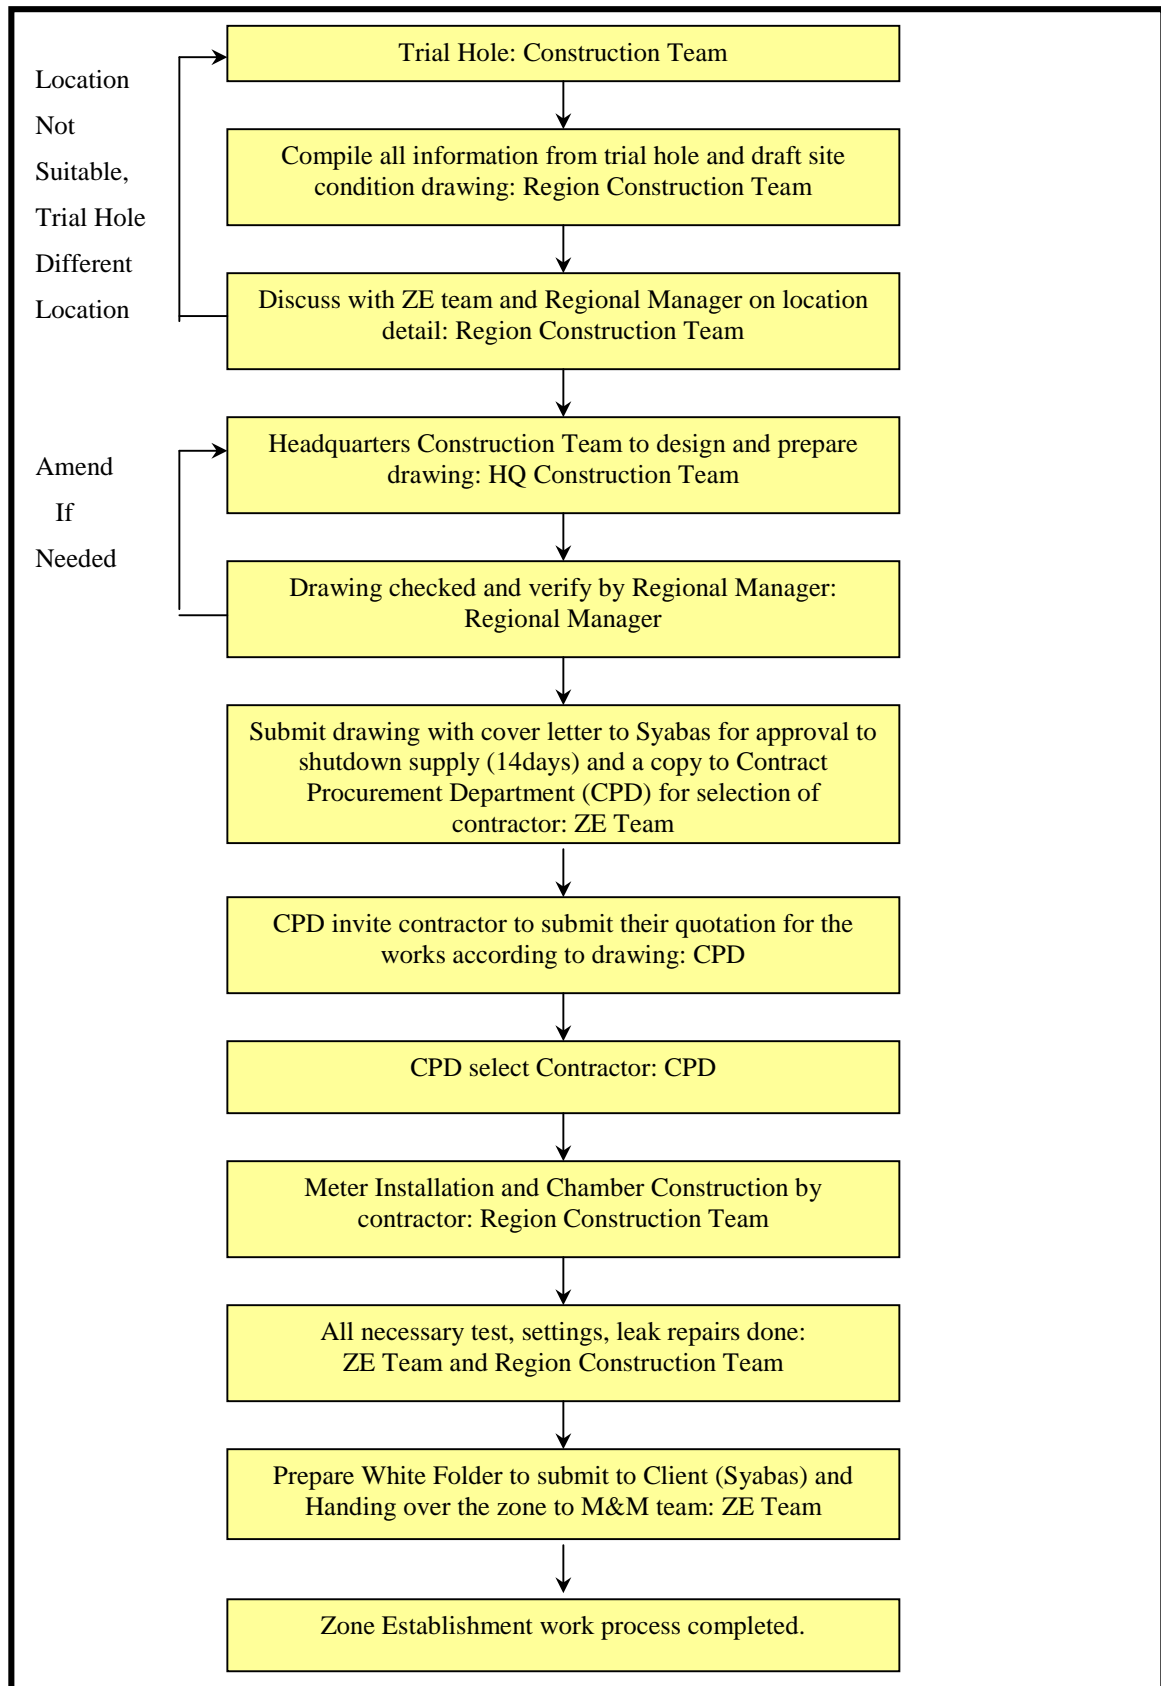 Trial Hole: Construction Team
Location
Not
Suitable,
Trial Hole
Different
Location
Compile all information from trial hole and draft site
condition drawing: Region Construction Team
Discuss with ZE team and Regional Manager on location
detail: Region Construction Team
Headquarters Construction Team to design and prepare
drawing: HQ Construction Team
Amend
If
Needed
Drawing checked and verify by Regional Manager:
Regional Manager
Submit drawing with cover letter to Syabas for approval to
shutdown supply (14days) and a copy to Contract
Procurement Department (CPD) for selection of
contractor: ZE Team
CPD invite contractor to submit their quotation for the
works according to drawing: CPD
CPD select Contractor: CPD
Meter Installation and Chamber Construction by
contractor: Region Construction Team
All necessary test, settings, leak repairs done:
ZE Team and Region Construction Team
Prepare White Folder to submit to Client (Syabas) and
Handing over the zone to M&M team: ZE Team
Zone Establishment work process completed.